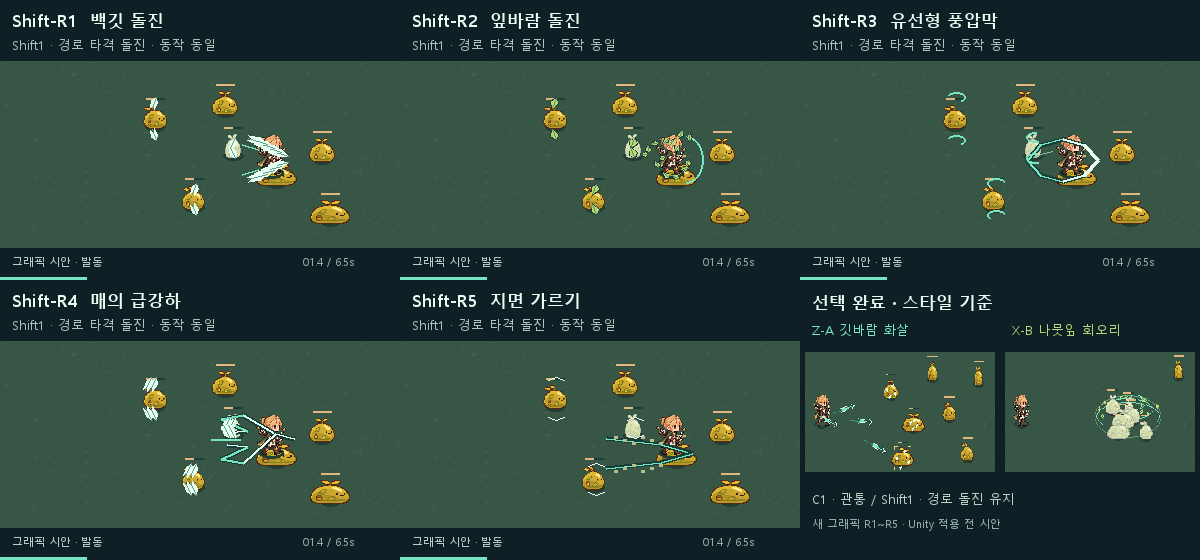 Shift-R1 백깃 돌진
Shift1 · 경로 타격 돌진 · 동작 동일
그래픽 시안 · 발동
01.4 / 6.5s
Shift-R2 잎바람 돌진
Shift1 · 경로 타격 돌진 · 동작 동일
그래픽 시안 · 발동
01.4 / 6.5s
Shift-R3 유선형 풍압막
Shift1 · 경로 타격 돌진 · 동작 동일
그래픽 시안 · 발동
01.4 / 6.5s
Shift-R4 매의 급강하
Shift1 · 경로 타격 돌진 · 동작 동일
그래픽 시안 · 발동
01.4 / 6.5s
Shift-R5 지면 가르기
Shift1 · 경로 타격 돌진 · 동작 동일
그래픽 시안 · 발동
01.4 / 6.5s
선택 완료 · 스타일 기준
Z-A 깃바람 화살
X-B 나뭇잎 회오리
C1 · 관통 / Shift1 · 경로 돌진 유지
새 그래픽 R1~R5 · Unity 적용 전 시안